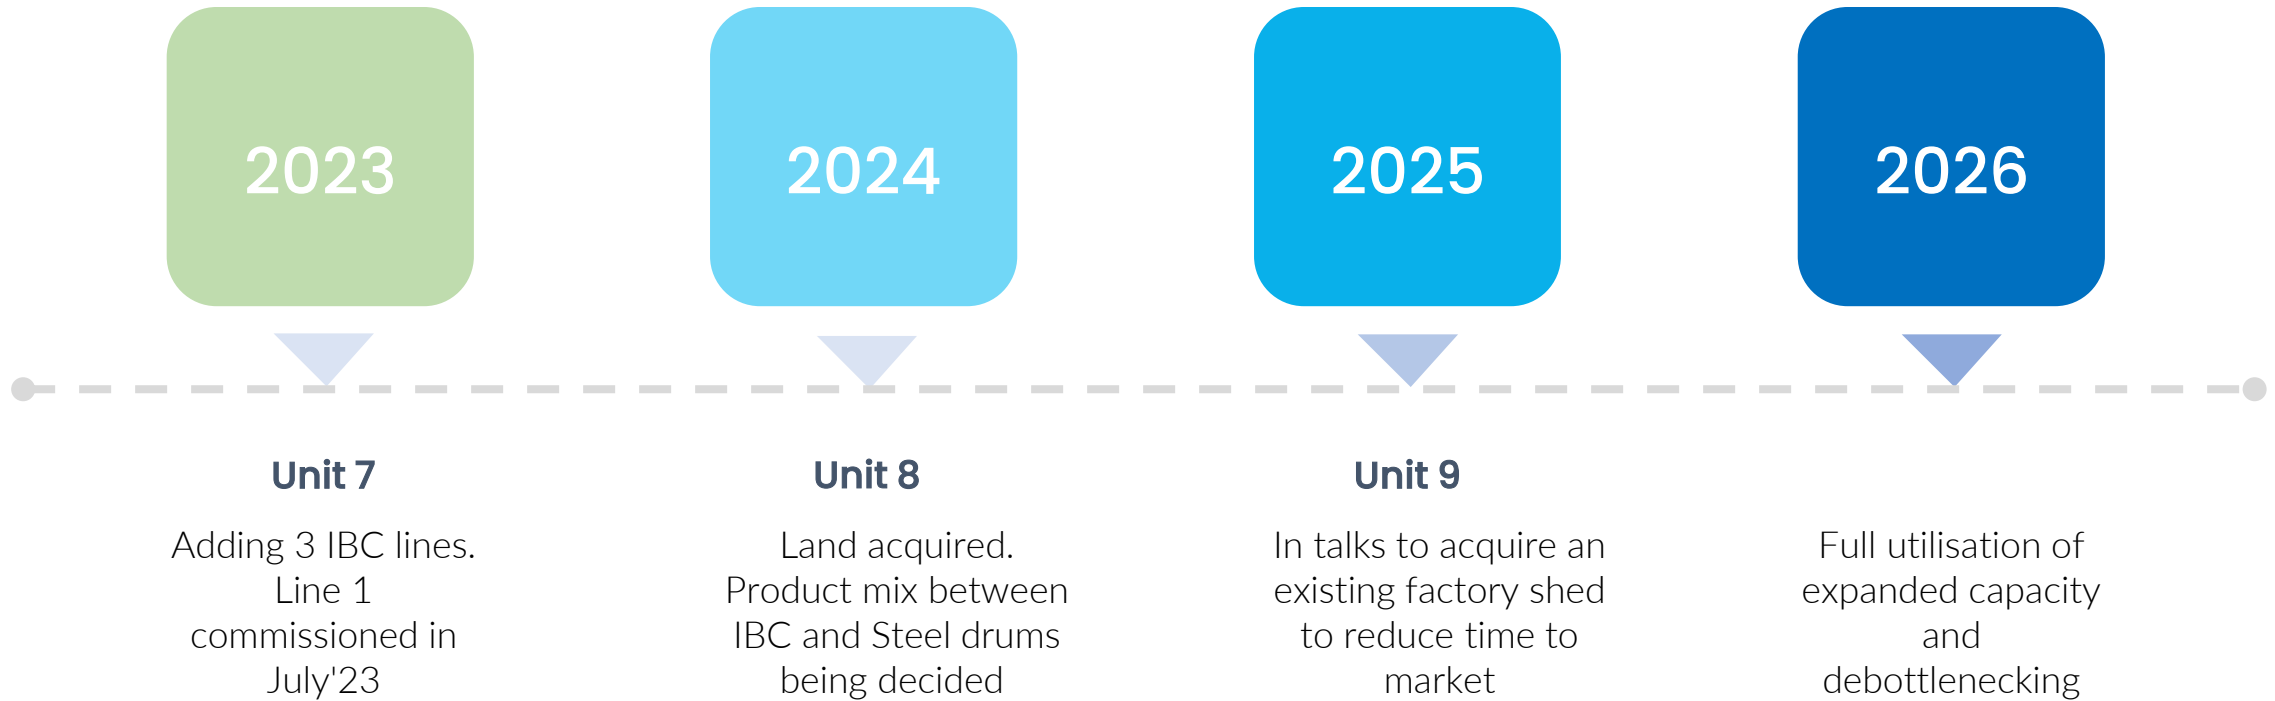 2023
2024
2025
2026
Unit 7
Adding 3 IBC lines.
Line 1
commissioned in
July'23
Unit 8
Land acquired.
Product mix between
IBC and Steel drums
being decided
Unit 9
In talks to acquire an
existing factory shed
to reduce time to
market
Full utilisation of
expanded capacity
and
debottlenecking